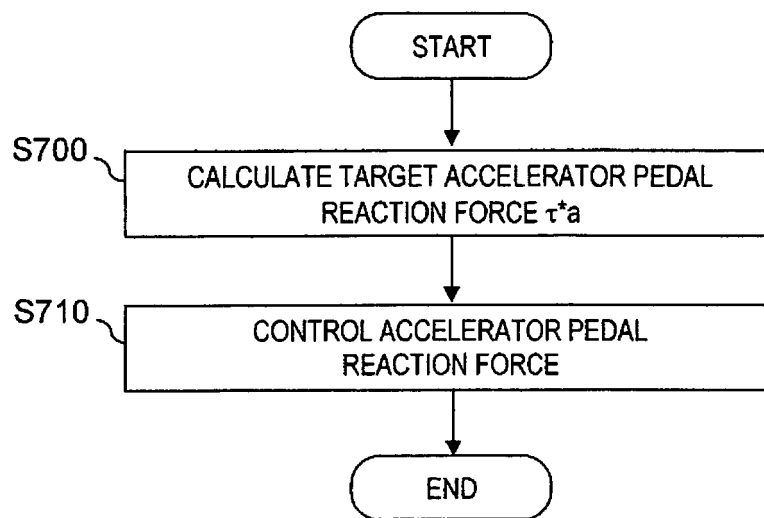 START
S700
CALCULATE TARGET ACCELERATOR PEDAL
REACTION FORCE τ*a
S710
CONTROL ACCELERATOR PEDAL
REACTION FORCE
END